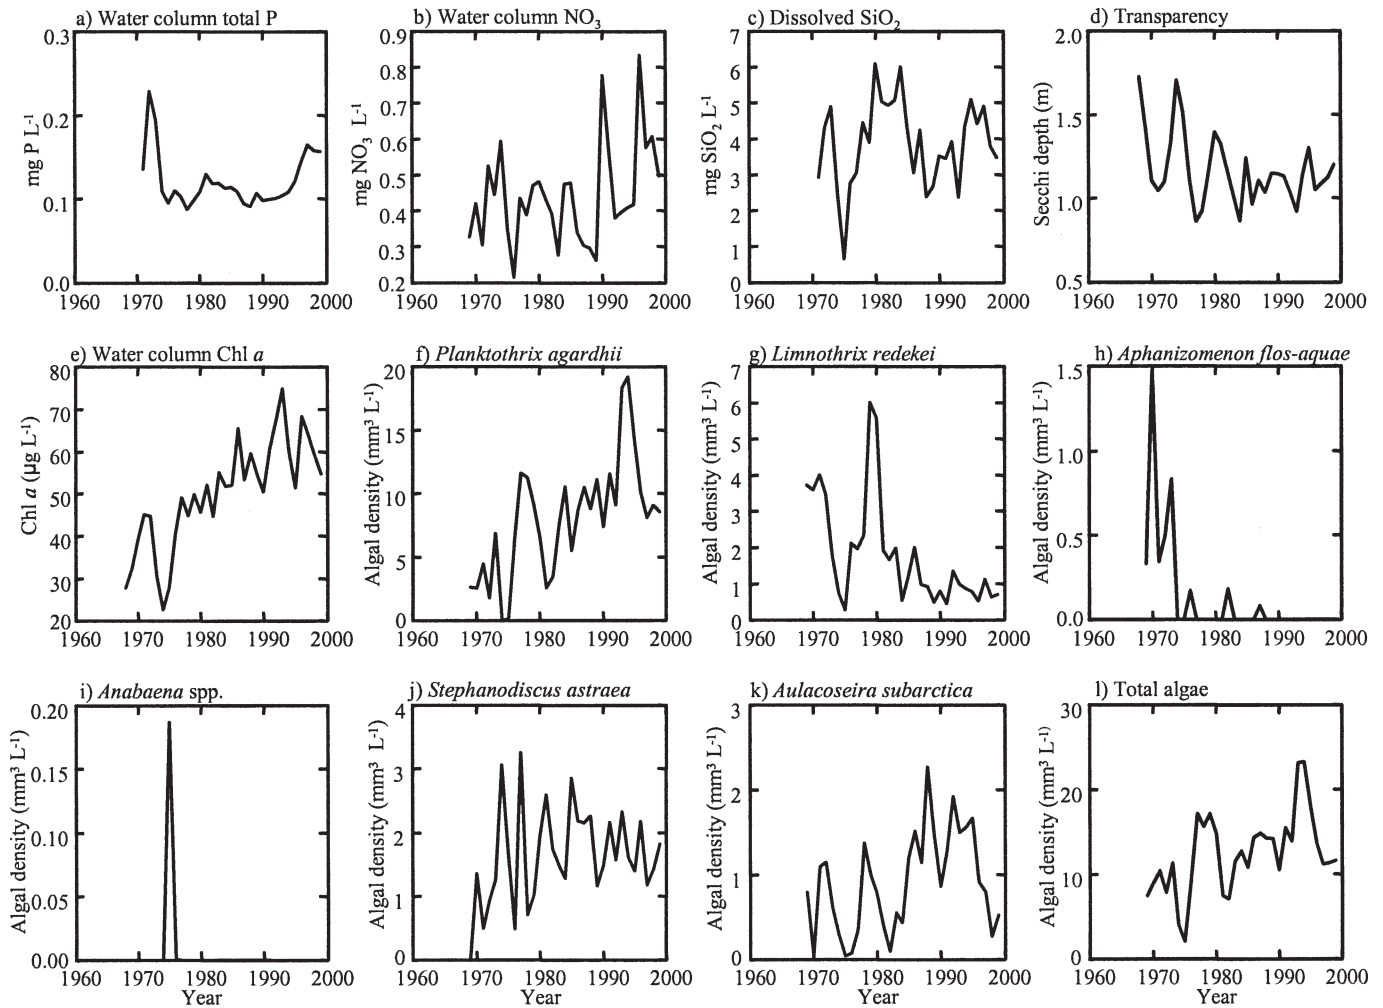 a) Water column total P
b) Water column NO3
c) Dissolved SiO2
d) Transparency
mg P L-1
0.3
0.2
0.1
0.0
1960 1970 1980 1990 2000
mg NO3 L-1
0.9
0.8
0.7
0.6
0.5
0.4
0.3
0.2
1960 1970 1980 1990 2000
mg SiO2 L-1
7
6
5
4
3
2
1
0
1960 1970 1980 1990 2000
Secchi depth (m)
2.0
1.5
1.0
0.5
1960 1970 1980 1990 2000
e) Water column Chl a
f) Planktothrix agardhii
g) Limnothrix redekei
h) Aphanizomenon flos-aquae
Chl a (µg L-1)
80
70
60
50
40
30
20
1960 1970 1980 1990 2000
Algal density (mm³ L-1)
20
15
10
5
0
1960 1970 1980 1990 2000
Algal density (mm³ L-1)
7
6
5
4
3
2
1
0
1960 1970 1980 1990 2000
Algal density (mm³ L-1)
1.5
1.0
0.5
0.0
1960 1970 1980 1990 2000
i) Anabaena spp.
j) Stephanodiscus astraea
k) Aulacoseira subarctica
l) Total algae
Algal density (mm³ L-1)
0.20
0.15
0.10
0.05
0.00
1960 1970 1980 1990 2000
Year
Algal density (mm³ L-1)
4
3
2
1
0
1960 1970 1980 1990 2000
Year
Algal density (mm³ L-1)
3
2
1
0
1960 1970 1980 1990 2000
Year
Algal density (mm³ L-1)
30
20
10
0
1960 1970 1980 1990 2000
Year